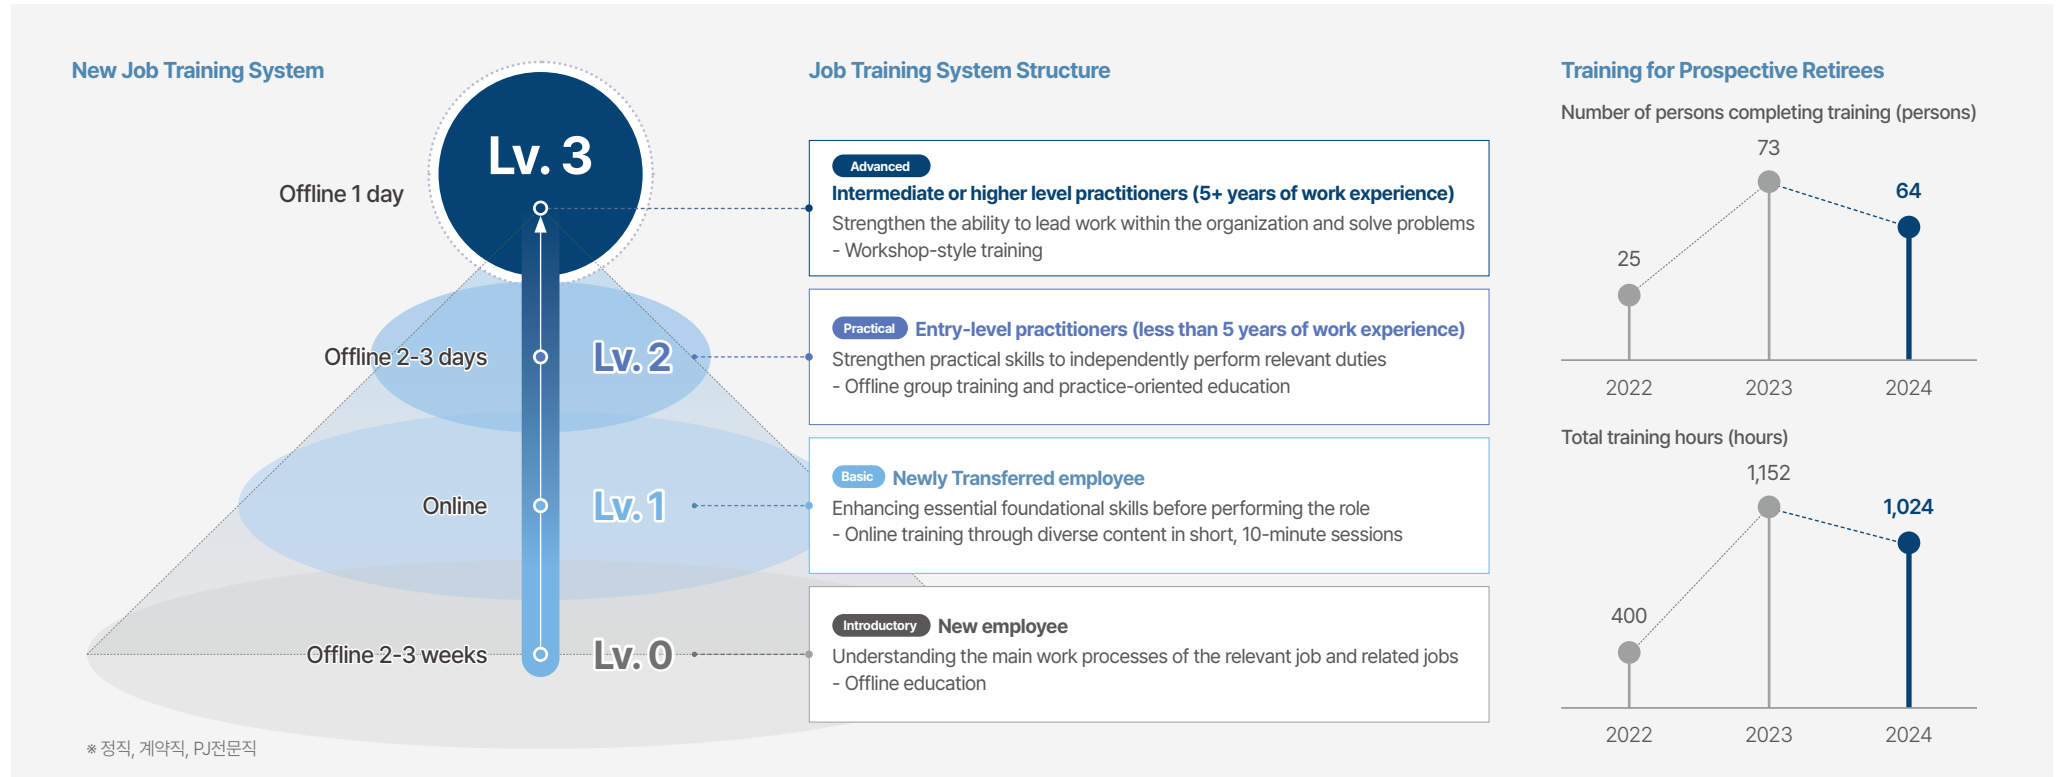 New Job Training System
Lv. 3
Offline 1 day
Offline 2-3 days
Lv. 2
Online
Lv. 1
Offline 2-3 weeks
Lv. 0
※ 정직, 계약직, PJ전문직
Job Training System Structure
Advanced
Intermediate or higher level practitioners (5+ years of work experience)
Strengthen the ability to lead work within the organization and solve problems
- Workshop-style training
Practical Entry-level practitioners (less than 5 years of work experience)
Strengthen practical skills to independently perform relevant duties
- Offline group training and practice-oriented education
Basic Newly Transferred employee
Enhancing essential foundational skills before performing the role
- Online training through diverse content in short, 10-minute sessions
Introductory New employee
Understanding the main work processes of the relevant job and related jobs
- Offline education
Training for Prospective Retirees
Number of persons completing training (persons)
25
73
64
2022 2023 2024
Total training hours (hours)
400
1,152
1,024
2022 2023 2024